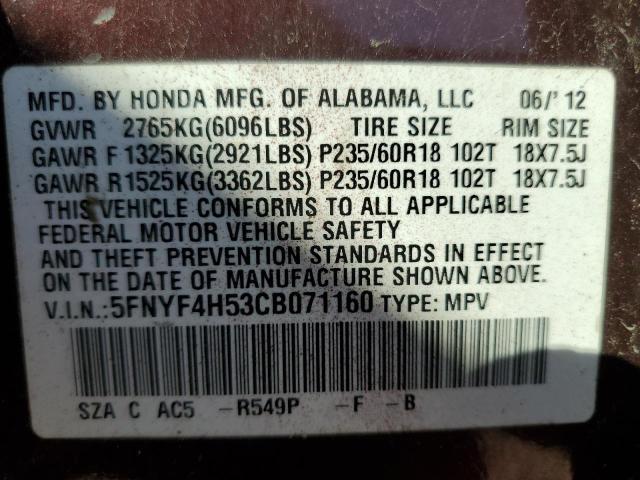 MFD. BY HONDA MFG. OF ALABAMA, LLC 06/'12
GVWR 2765KG(6096LBS) TIRE SIZE RIM SIZE
GAWR F 1325KG(2921LBS) P235/60R18 102T 18X7.5J
GAWR R 1525KG(3362LBS) P235/60R18 102T 18X7.5J
THIS VEHICLE CONFORMS TO ALL APPLICABLE
FEDERAL MOTOR VEHICLE SAFETY
AND THEFT PREVENTION STANDARDS IN EFFECT
ON THE DATE OF MANUFACTURE SHOWN ABOVE.
V.I.N.:5FNYF4H53CB071160 TYPE: MPV
SZA C AC5 -R549P -F -B